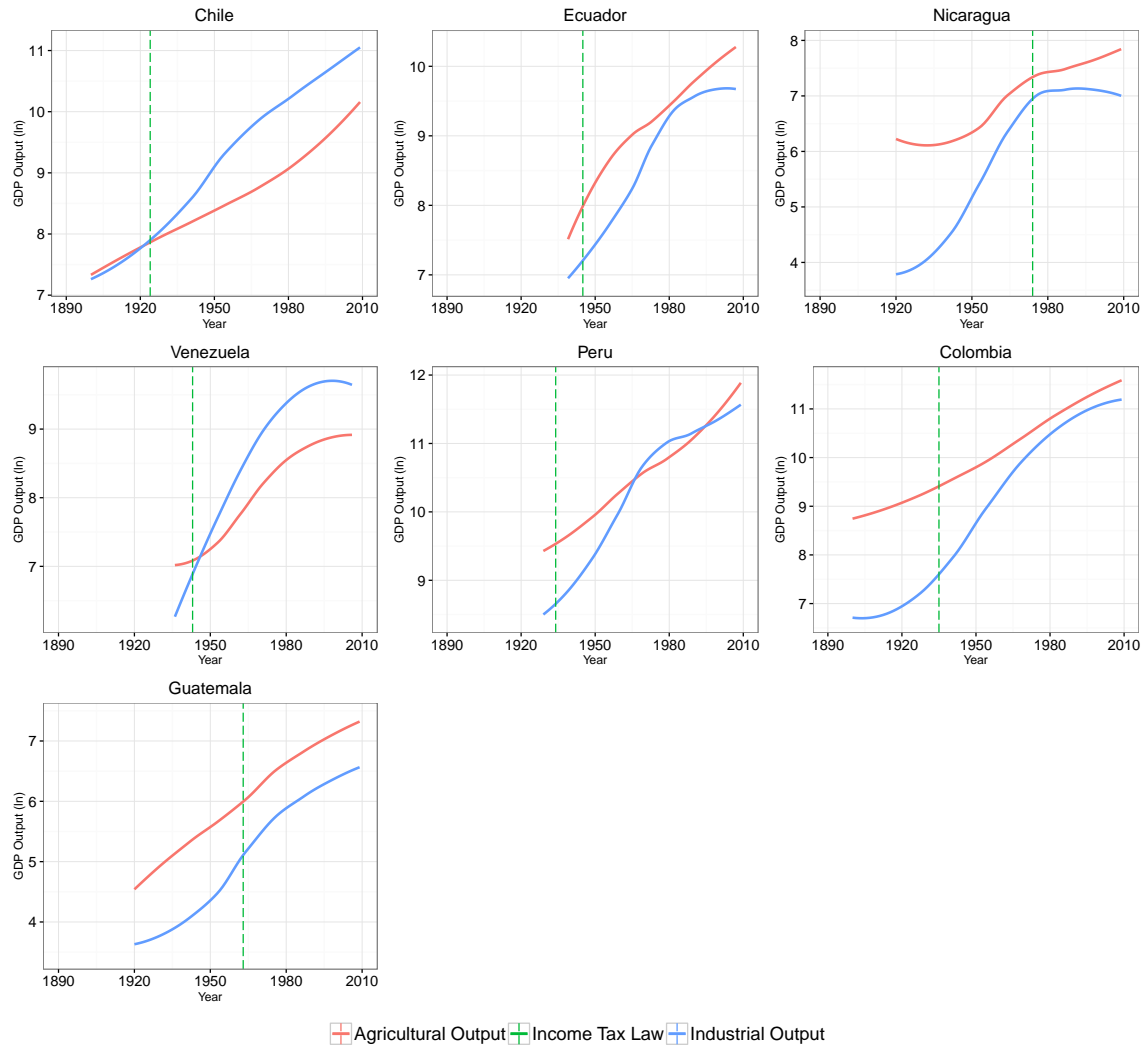 Chile
GDP Output (ln)
11
10
9
8
7
1890 1920 1950 1980 2010
Year
Ecuador
GDP Output (ln)
10
9
8
7
1890 1920 1950 1980 2010
Year
Nicaragua
GDP Output (ln)
8
7
6
5
4
1890 1920 1950 1980 2010
Year
Venezuela
GDP Output (ln)
9
8
7
1890 1920 1950 1980 2010
Year
Peru
GDP Output (ln)
12
11
10
9
1890 1920 1950 1980 2010
Year
Colombia
GDP Output (ln)
11
10
9
8
7
1890 1920 1950 1980 2010
Year
Guatemala
GDP Output (ln)
7
6
5
4
1890 1920 1950 1980 2010
Year
Agricultural Output Income Tax Law Industrial Output